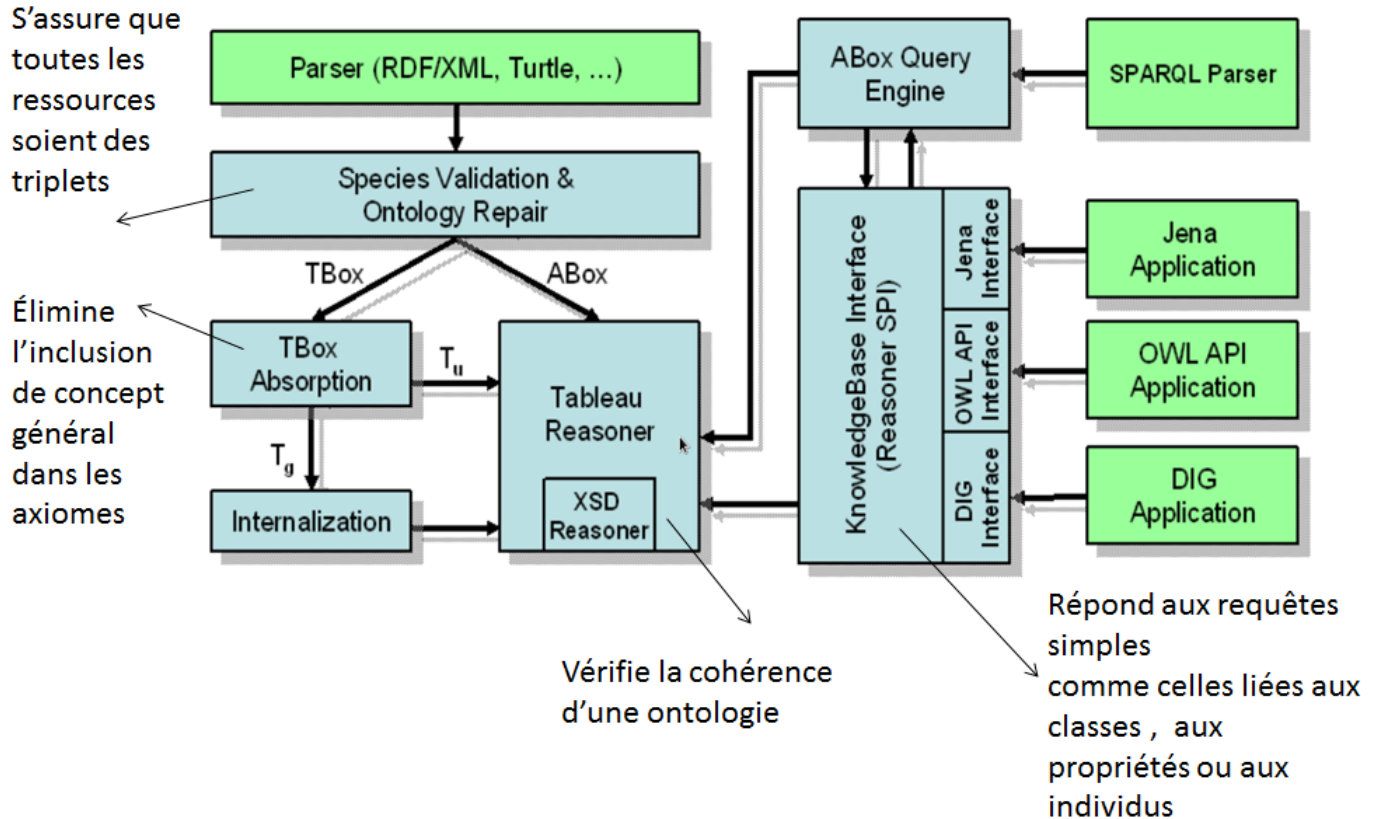 S’assure que
toutes les
ressources
soient des
triplets
Parser (RDF/XML, Turtle, ...)
Species Validation &
Ontology Repair
TBox
ABox
Élimine
l’inclusion
de concept
général
dans les
axiomes
TBox
Absorption
Tu
Tg
Internalization
Tableau
Reasoner
XSD
Reasoner
Vérifie la cohérence
d’une ontologie
ABox Query
Engine
SPARQL Parser
KnowledgeBase Interface
(Reasoner SPI)
Jena
Interface
OWL API
Interface
DIG
Interface
Jena
Application
OWL API
Application
DIG
Application
Répond aux requêtes
simples
comme celles liées aux
classes , aux
propriétés ou aux
individus